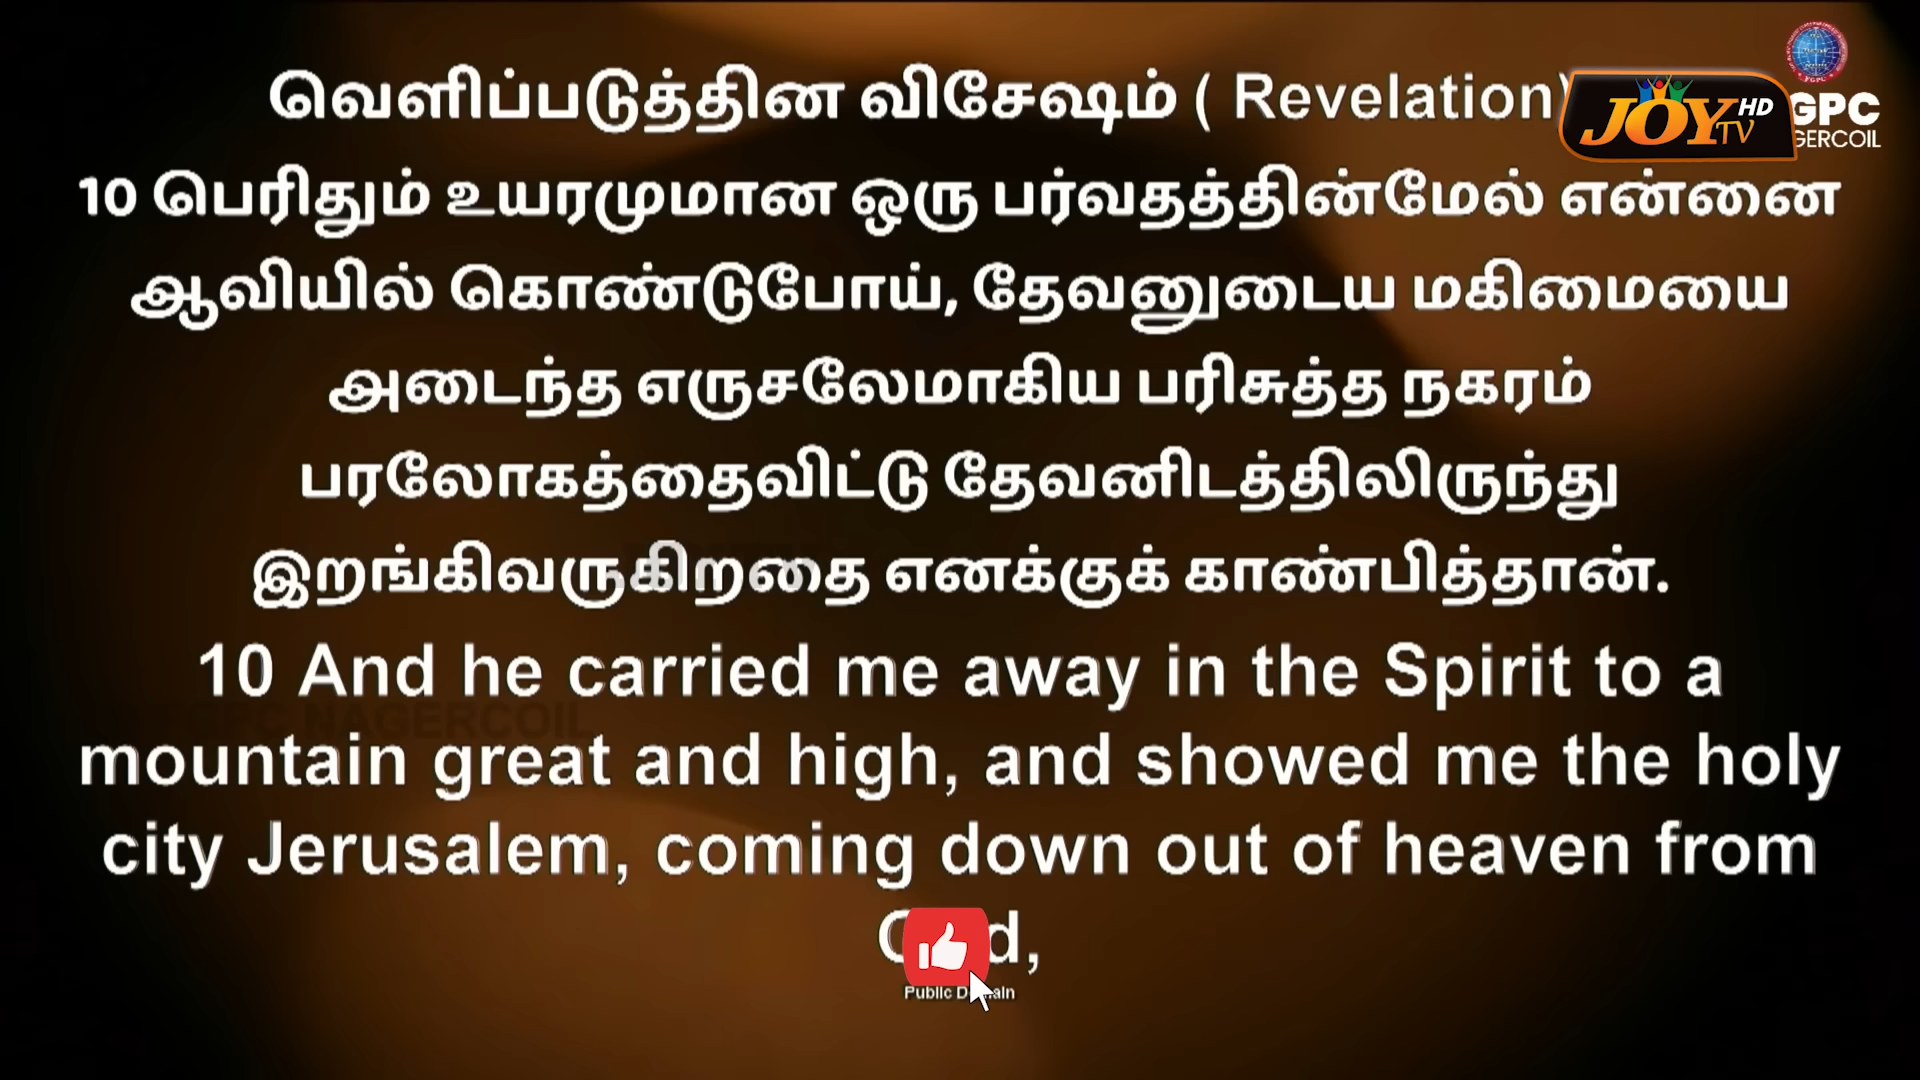 வெளிப்படுத்தின விசேஷம் ( Revelation)
JOY TV HD
GPC
GERCOIL
10 பெரிதும் உயரமுமான ஒரு பர்வதத்தின்மேல் என்னை
ஆவியில் கொண்டுபோய், தேவனுடைய மகிமையை
அடைந்த எருசலேமாகிய பரிசுத்த நகரம்
பரலோகத்தைவிட்டு தேவனிடத்திலிருந்து
இறங்கிவருகிறதை எனக்குக் காண்பித்தான்.
10 And he carried me away in the Spirit to a
NAGERCOIL
mountain great and high, and showed me the holy
city Jerusalem, coming down out of heaven from
Public